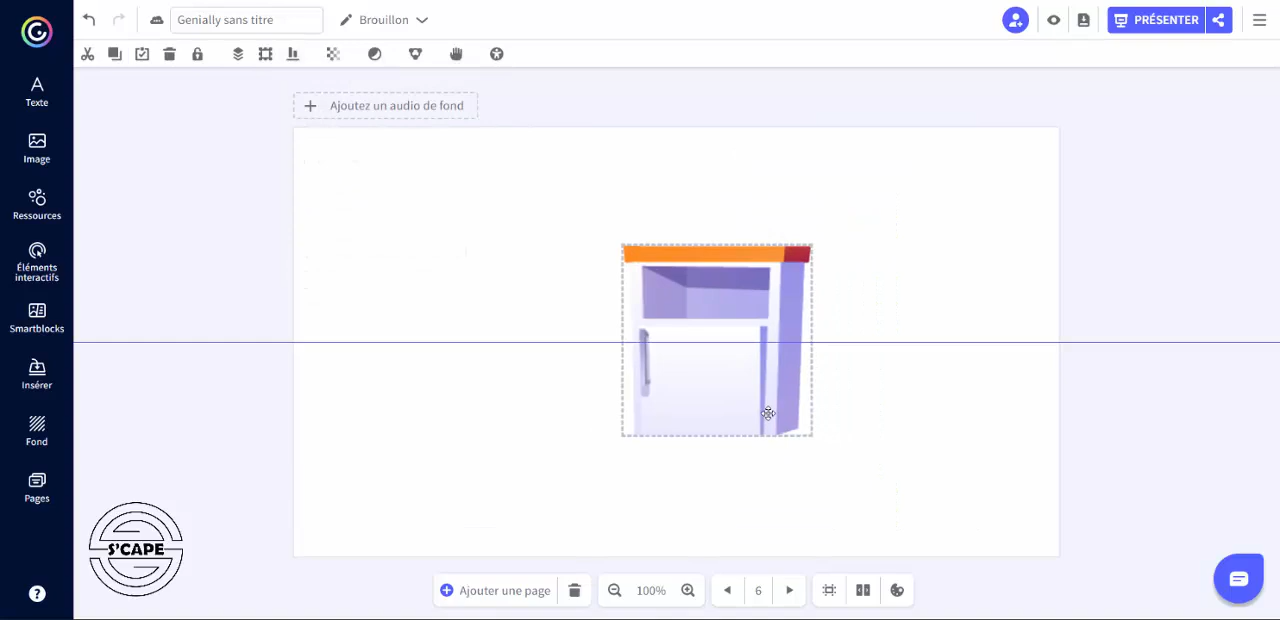 Genially sans titre
Brouillon
PRÉSENTER
Texte
Image
Ressources
Éléments
interactifs
Smartblocks
Insérer
Fond
Pages
Ajoutez un audio de fond
S'CAPE
Ajouter une page
100%
6